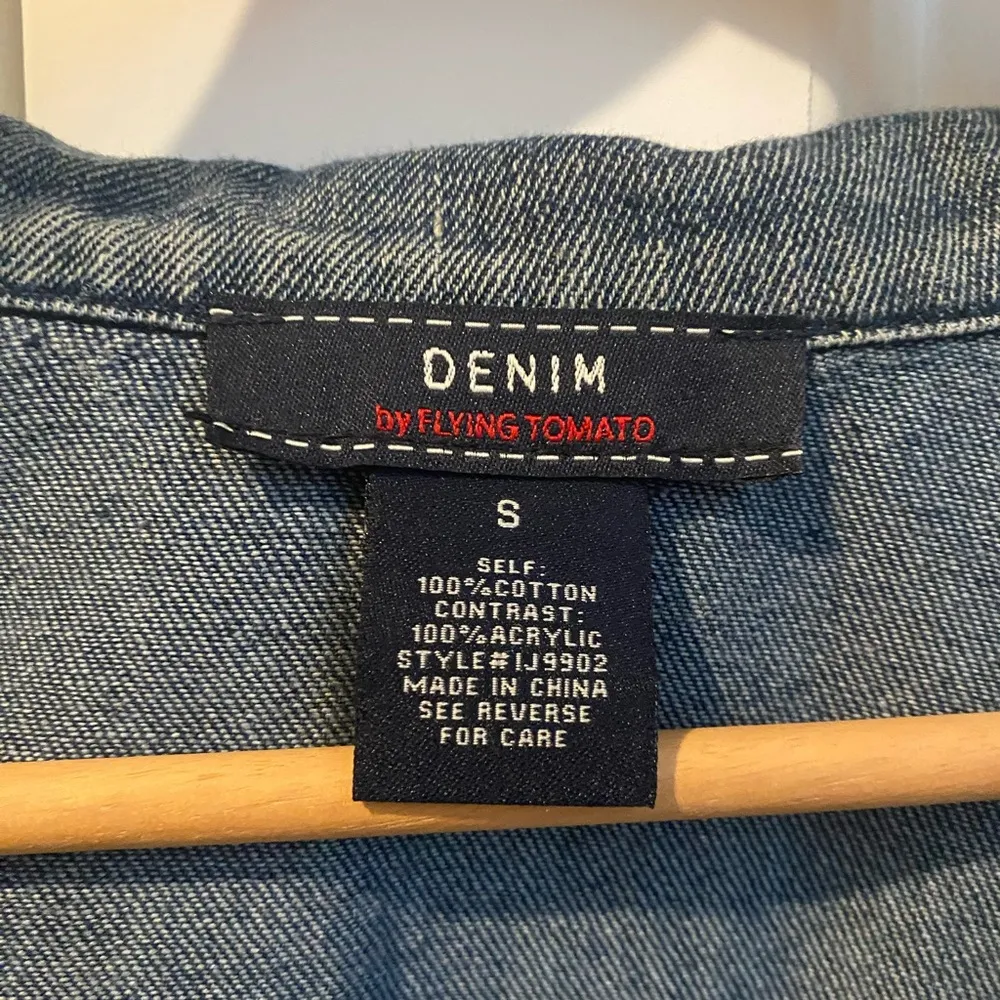 DENIM
by FLYING TOMATO
S
SELF:
100%COTTON
CONTRAST:
100%ACRYLIC
STYLE#IJ9902
MADE IN CHINA
SEE REVERSE
FOR CARE